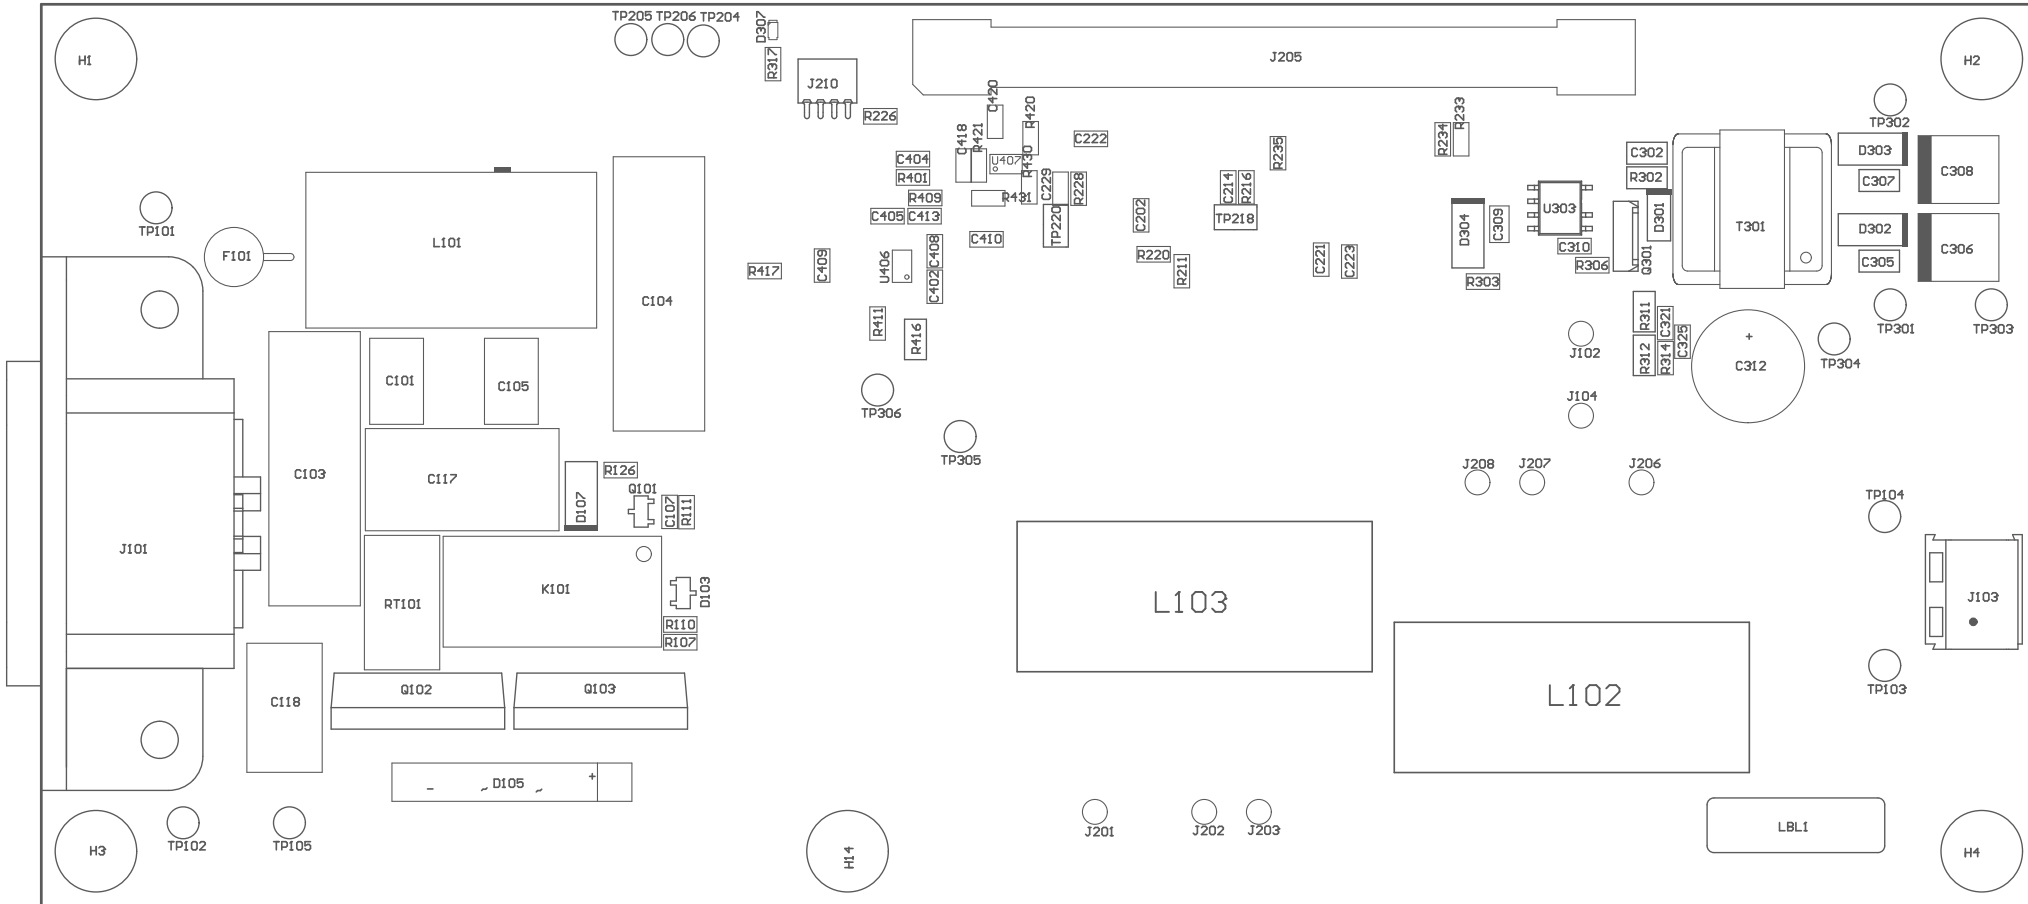 TP205 TP206 TP204
D307
H1
R317
J205
H2
J210
C420
R226
R420
R233
TP302
C418
R421
C222
R234
R235
C302
D303
C404
U407
R430
C308
R401
R302
C307
C229
R228
C214
R216
R409
R431
TP101
C405
C413
TP220
C202
TP218
D304
C309
U303
D301
T301
D302
L101
C410
C306
F101
C408
R220
C310
Q301
C305
R417
C409
U406
R211
C221
C223
R306
C402
R303
C104
R411
R416
R311
C321
TP301
TP303
J102
R312
R314
C325
C312
TP304
C101
C105
J104
TP306
TP305
C103
C117
R126
J208
J207
J206
Q101
D107
C107
R111
TP104
J101
K101
D103
J103
RT101
L103
R110
R107
TP103
Q102
Q103
C118
L102
D105
- ~ ~ +
LBL1
J201
J202
J203
TP102
TP105
H3
H14
H4